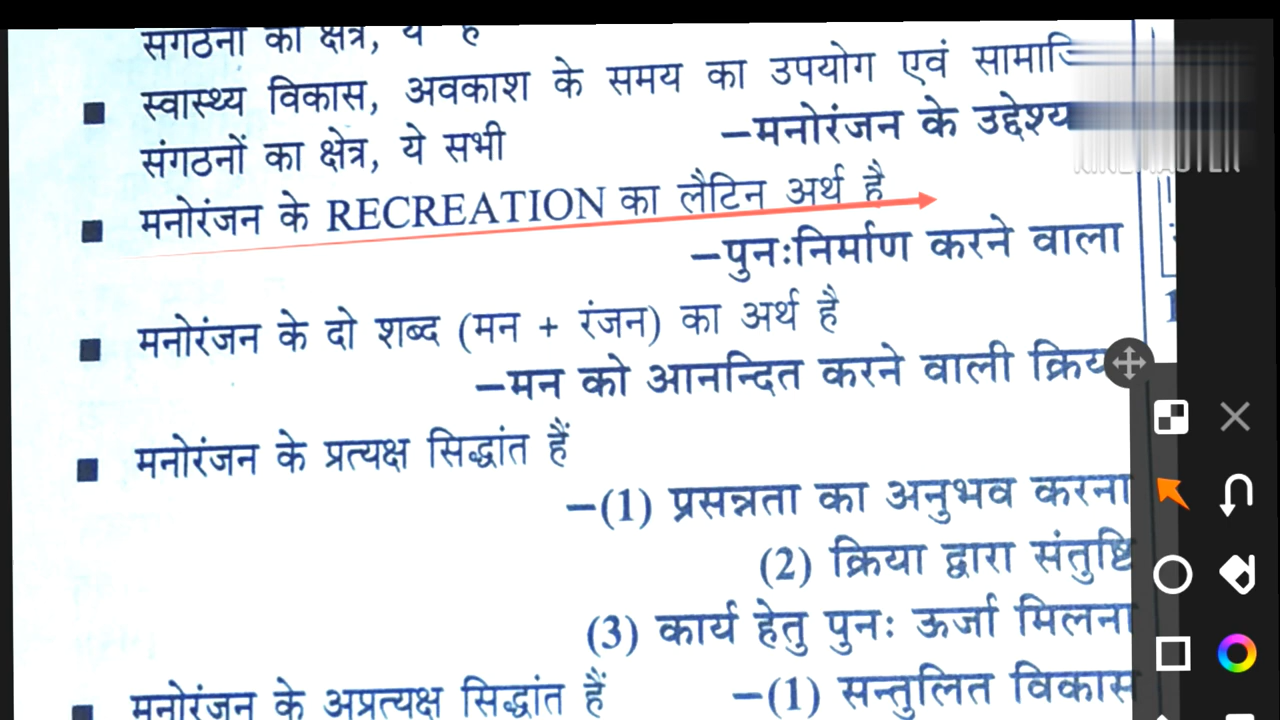 संगठनों का क्षेत्र, ये
स्वास्थ्य विकास, अवकाश के समय का उपयोग एवं
संगठनों का क्षेत्र, ये सभी –मनोरंजन के उद्देश्य
मनोरंजन के RECREATION का लैटिन अर्थ है
–पुनःनिर्माण करने वाला
मनोरंजन के दो शब्द (मन + रंजन) का अर्थ है
–मन को आनन्दित करने वाली
मनोरंजन के प्रत्यक्ष सिद्धांत हैं
–(1) प्रसन्नता का अनुभव करना
(2) क्रिया द्वारा संतुष्टि
(3) कार्य हेतु पुनः ऊर्जा मिलना
मनोरंजन के अप्रत्यक्ष सिद्धांत हैं –(1) सन्तुलित विकास
KINEMASTER